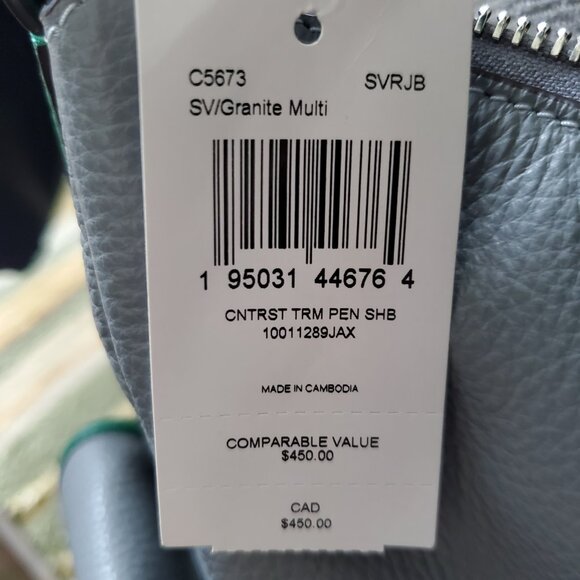 C5673 SVRJB
SV/Granite Multi
1 95031 44676 4
CNTRST TRM PEN SHB
10011289JAX
MADE IN CAMBODIA
COMPARABLE VALUE
$450.00
CAD
$450.00